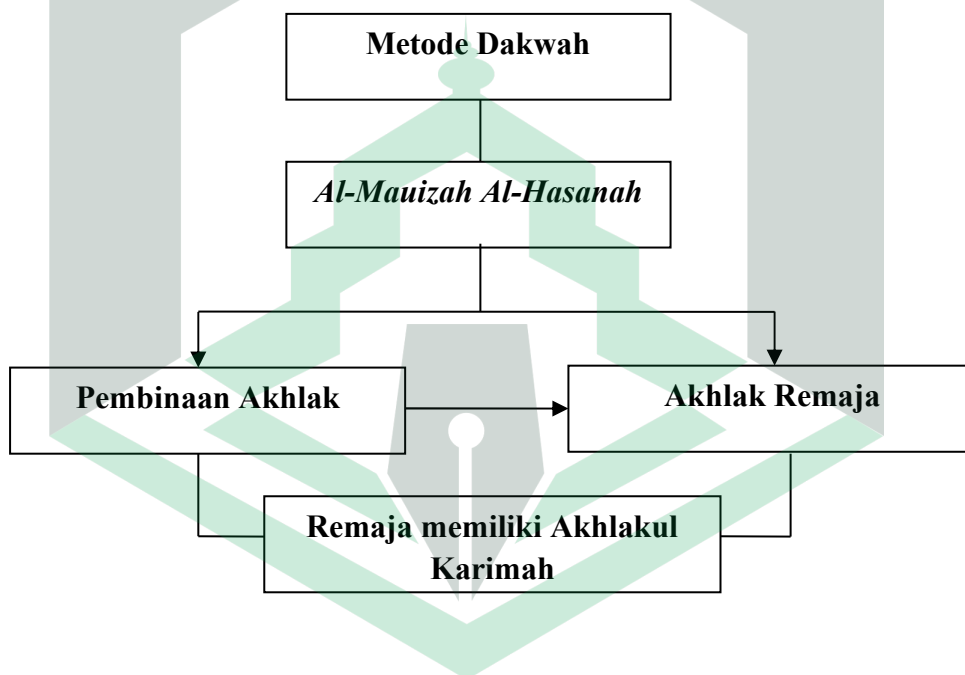 Metode Dakwah
Al-Mauizah Al-Hasanah
Pembinaan Akhlak
Akhlak Remaja
Remaja memiliki Akhlakul
Karimah